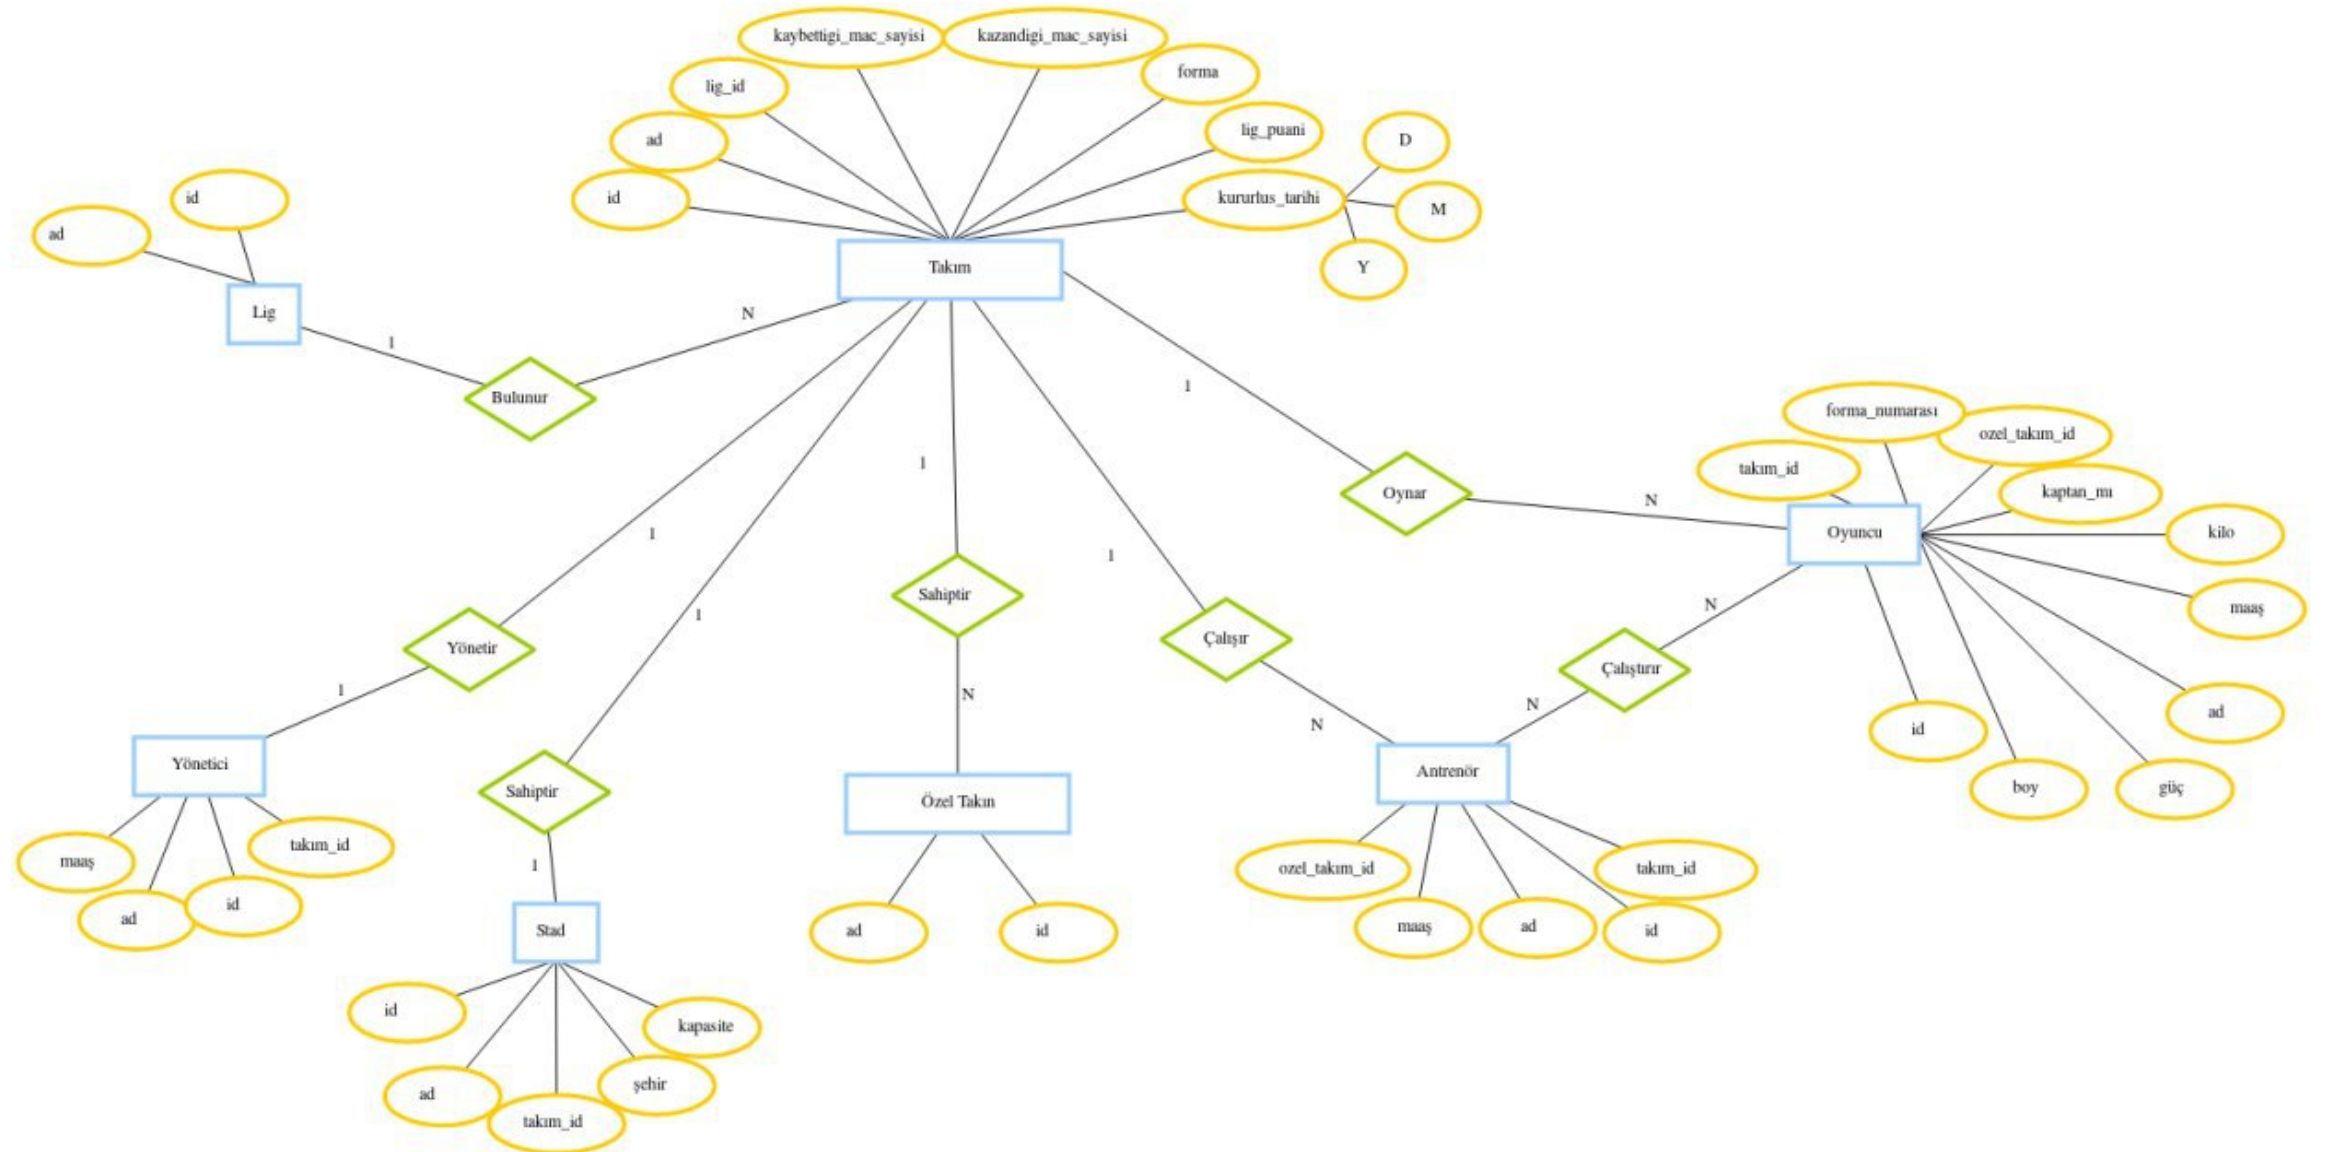 kaybettigi_mac_sayisi
kazandigi_mac_sayisi
forma
lig_id
lig_puani
ad
D
id
kururlus_tarihi
M
Y
id
ad
Takım
Lig
N
1
Bulunur
1
forma_numarası
ozel_takım_id
takım_id
kaptan_mı
1
Oynar
N
Oyuncu
kilo
1
1
Sahiptir
N
maaş
1
Yönetir
Çalışır
Çalıştırır
1
N
N
N
ad
id
Yönetici
Sahiptir
Özel Takın
Antrenör
boy
güç
maaş
takım_id
1
ozel_takım_id
takım_id
ad
id
Stad
ad
id
maaş
ad
id
id
kapasite
ad
şehir
takım_id